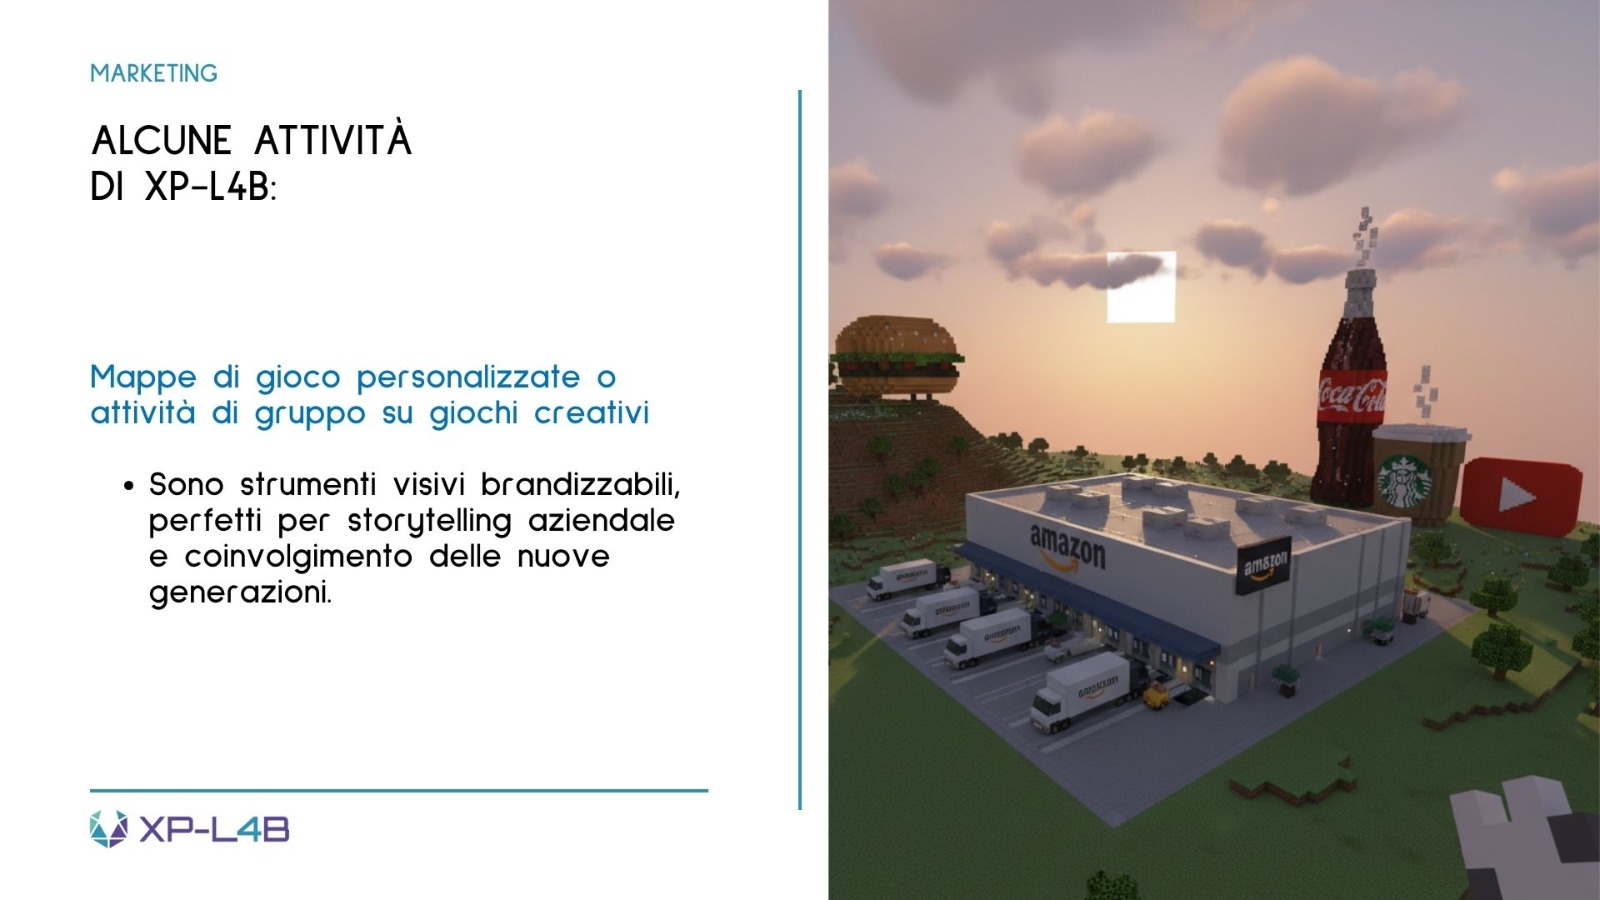 MARKETING
ALCUNE ATTIVITÀ
DI XP-L4B:
Mappe di gioco personalizzate o
attività di gruppo su giochi creativi
• Sono strumenti visivi brandizzabili,
perfetti per storytelling aziendale
e coinvolgimento delle nuove
generazioni.
XP-L4B
Coca-Cola
amazon
amazon